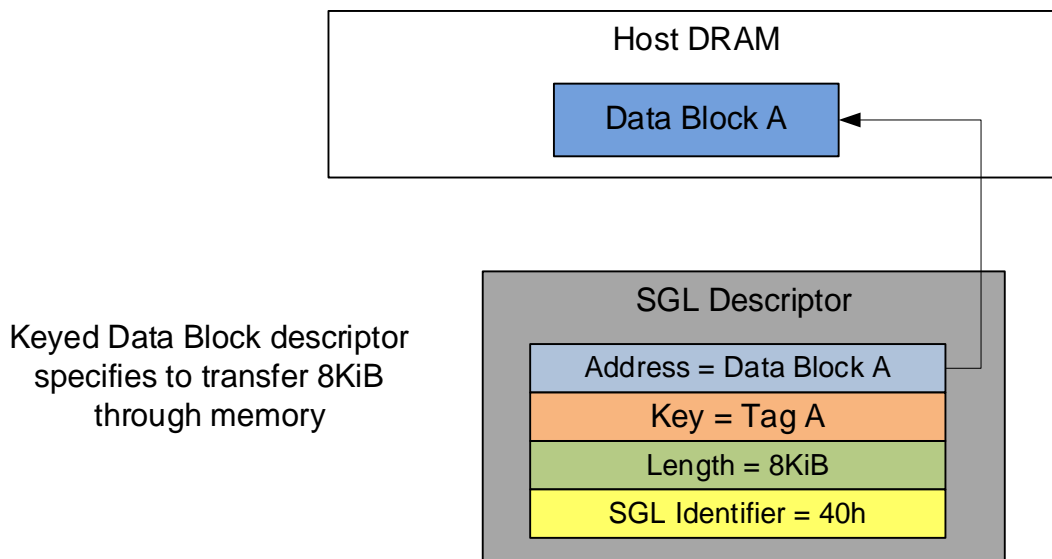 Host DRAM
Data Block A
SGL Descriptor
Keyed Data Block descriptor
specifies to transfer 8KiB
through memory
Address = Data Block A
Key = Tag A
Length = 8KiB
SGL Identifier = 40h